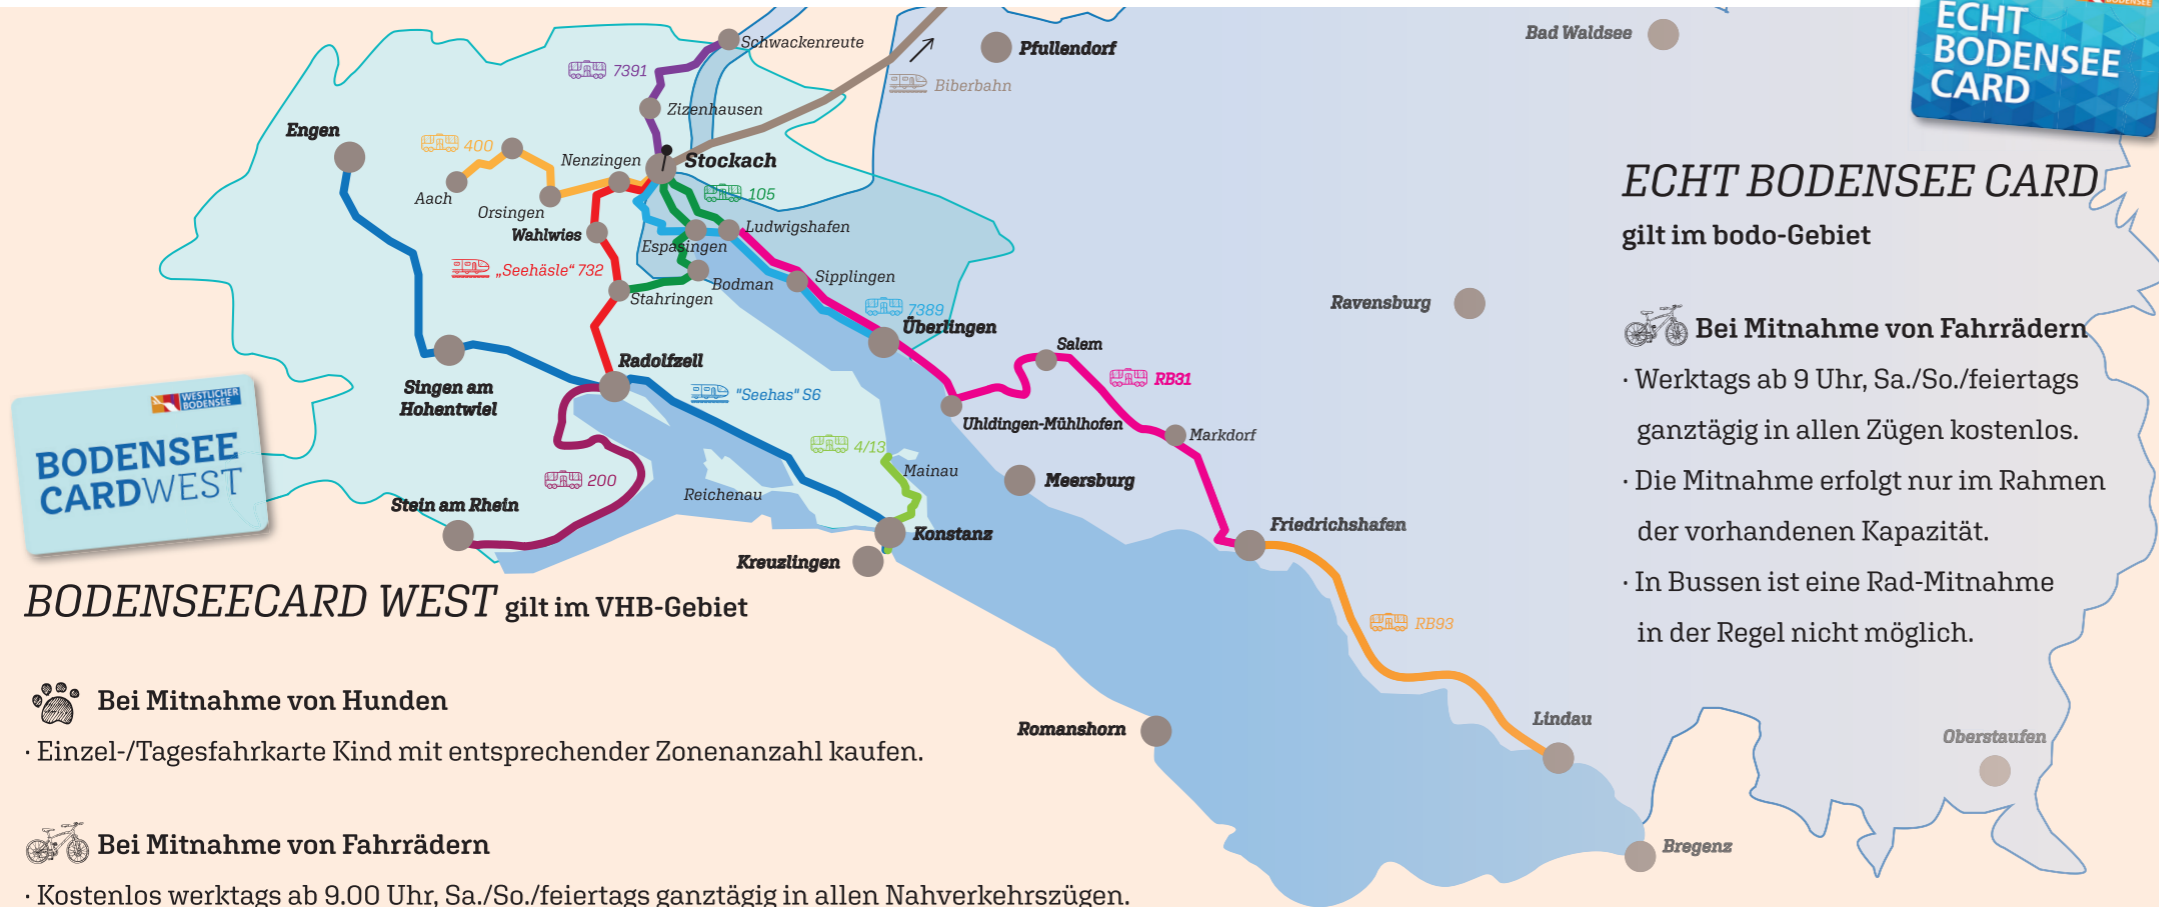 Schwackenreute
7391
Pfullendorf
Bad Waldsee
BODENSEE
ECHT
BODENSEE
CARD
Biberbahn
Zizenhausen
Engen
400
Nenzingen
Stockach
Aach
Orsingen
105
Wahlwies
Ludwigshafen
Espasingen
„Seehäsle“ 732
Bodman
Sipplingen
Stahringen
7389
Überlingen
Ravensburg
Salem
Radolfzell
RB31
Singen am
Hohentwiel
"Seehas" S6
Uhldingen-Mühlhofen
Markdorf
4/13
Mainau
Meersburg
200
Reichenau
Stein am Rhein
Konstanz
Kreuzlingen
Friedrichshafen
RB93
Romanshorn
Lindau
Oberstaufen
Bregenz
ECHT BODENSEE CARD
gilt im bodo-Gebiet
Bei Mitnahme von Fahrrädern
· Werktags ab 9 Uhr, Sa./So./feiertags
ganztägig in allen Zügen kostenlos.
· Die Mitnahme erfolgt nur im Rahmen
der vorhandenen Kapazität.
· In Bussen ist eine Rad-Mitnahme
in der Regel nicht möglich.
WESTLICHER
BODENSEE
BODENSEE
CARDWEST
BODENSEECARD WEST gilt im VHB-Gebiet
Bei Mitnahme von Hunden
· Einzel-/Tagesfahrkarte Kind mit entsprechender Zonenanzahl kaufen.
Bei Mitnahme von Fahrrädern
· Kostenlos werktags ab 9.00 Uhr, Sa./So./feiertags ganztägig in allen Nahverkehrszügen.